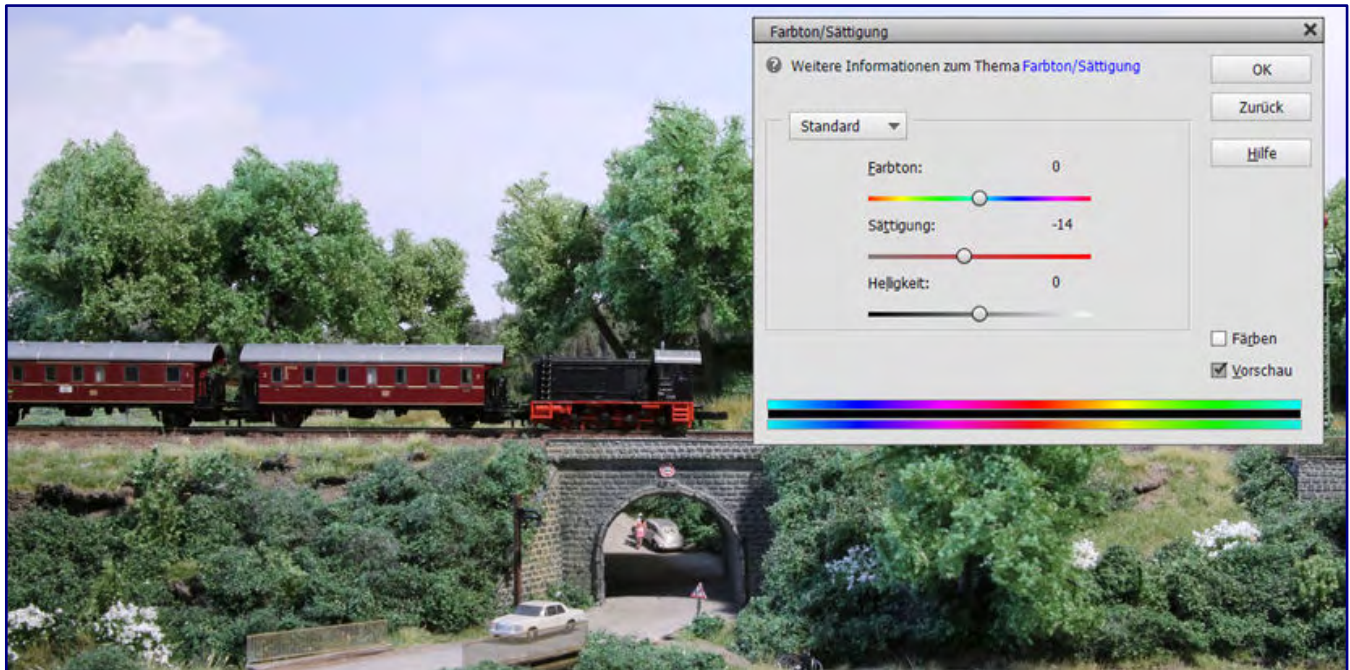 Farbton/Sättigung
Weitere Informationen zum Thema Farbton/Sättigung
OK
Zurück
Hilfe
Standard
Farbton: 0
Sättigung: -14
Helligkeit: 0
Färben
Vorschau